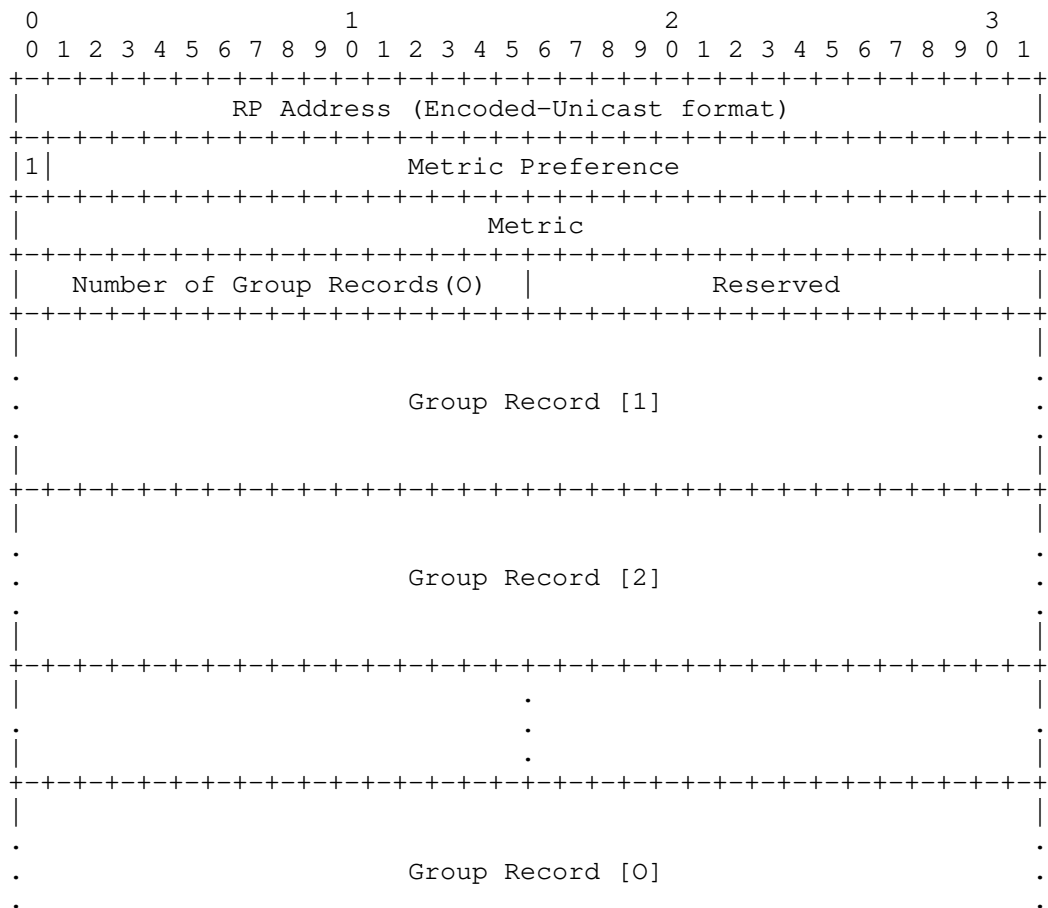 0                   1                   2                   3
 0 1 2 3 4 5 6 7 8 9 0 1 2 3 4 5 6 7 8 9 0 1 2 3 4 5 6 7 8 9 0 1
+-+-+-+-+-+-+-+-+-+-+-+-+-+-+-+-+-+-+-+-+-+-+-+-+-+-+-+-+-+-+-+-+
|             RP Address (Encoded-Unicast format)                |
+-+-+-+-+-+-+-+-+-+-+-+-+-+-+-+-+-+-+-+-+-+-+-+-+-+-+-+-+-+-+-+-+
|1|                      Metric Preference                      |
+-+-+-+-+-+-+-+-+-+-+-+-+-+-+-+-+-+-+-+-+-+-+-+-+-+-+-+-+-+-+-+-+
|                             Metric                            |
+-+-+-+-+-+-+-+-+-+-+-+-+-+-+-+-+-+-+-+-+-+-+-+-+-+-+-+-+-+-+-+-+
|   Number of Group Records(O)  |           Reserved            |
+-+-+-+-+-+-+-+-+-+-+-+-+-+-+-+-+-+-+-+-+-+-+-+-+-+-+-+-+-+-+-+-+
|                                                               |
.                                                               .
.                        Group Record [1]                       .
.                                                               .
|                                                               |
+-+-+-+-+-+-+-+-+-+-+-+-+-+-+-+-+-+-+-+-+-+-+-+-+-+-+-+-+-+-+-+-+
|                                                               |
.                                                               .
.                        Group Record [2]                       .
.                                                               .
|                                                               |
+-+-+-+-+-+-+-+-+-+-+-+-+-+-+-+-+-+-+-+-+-+-+-+-+-+-+-+-+-+-+-+-+
|                               .                               |
.                               .                               .
|                               .                               |
+-+-+-+-+-+-+-+-+-+-+-+-+-+-+-+-+-+-+-+-+-+-+-+-+-+-+-+-+-+-+-+-+
|                                                               |
.                                                               .
.                        Group Record [O]                       .
.                                                               .